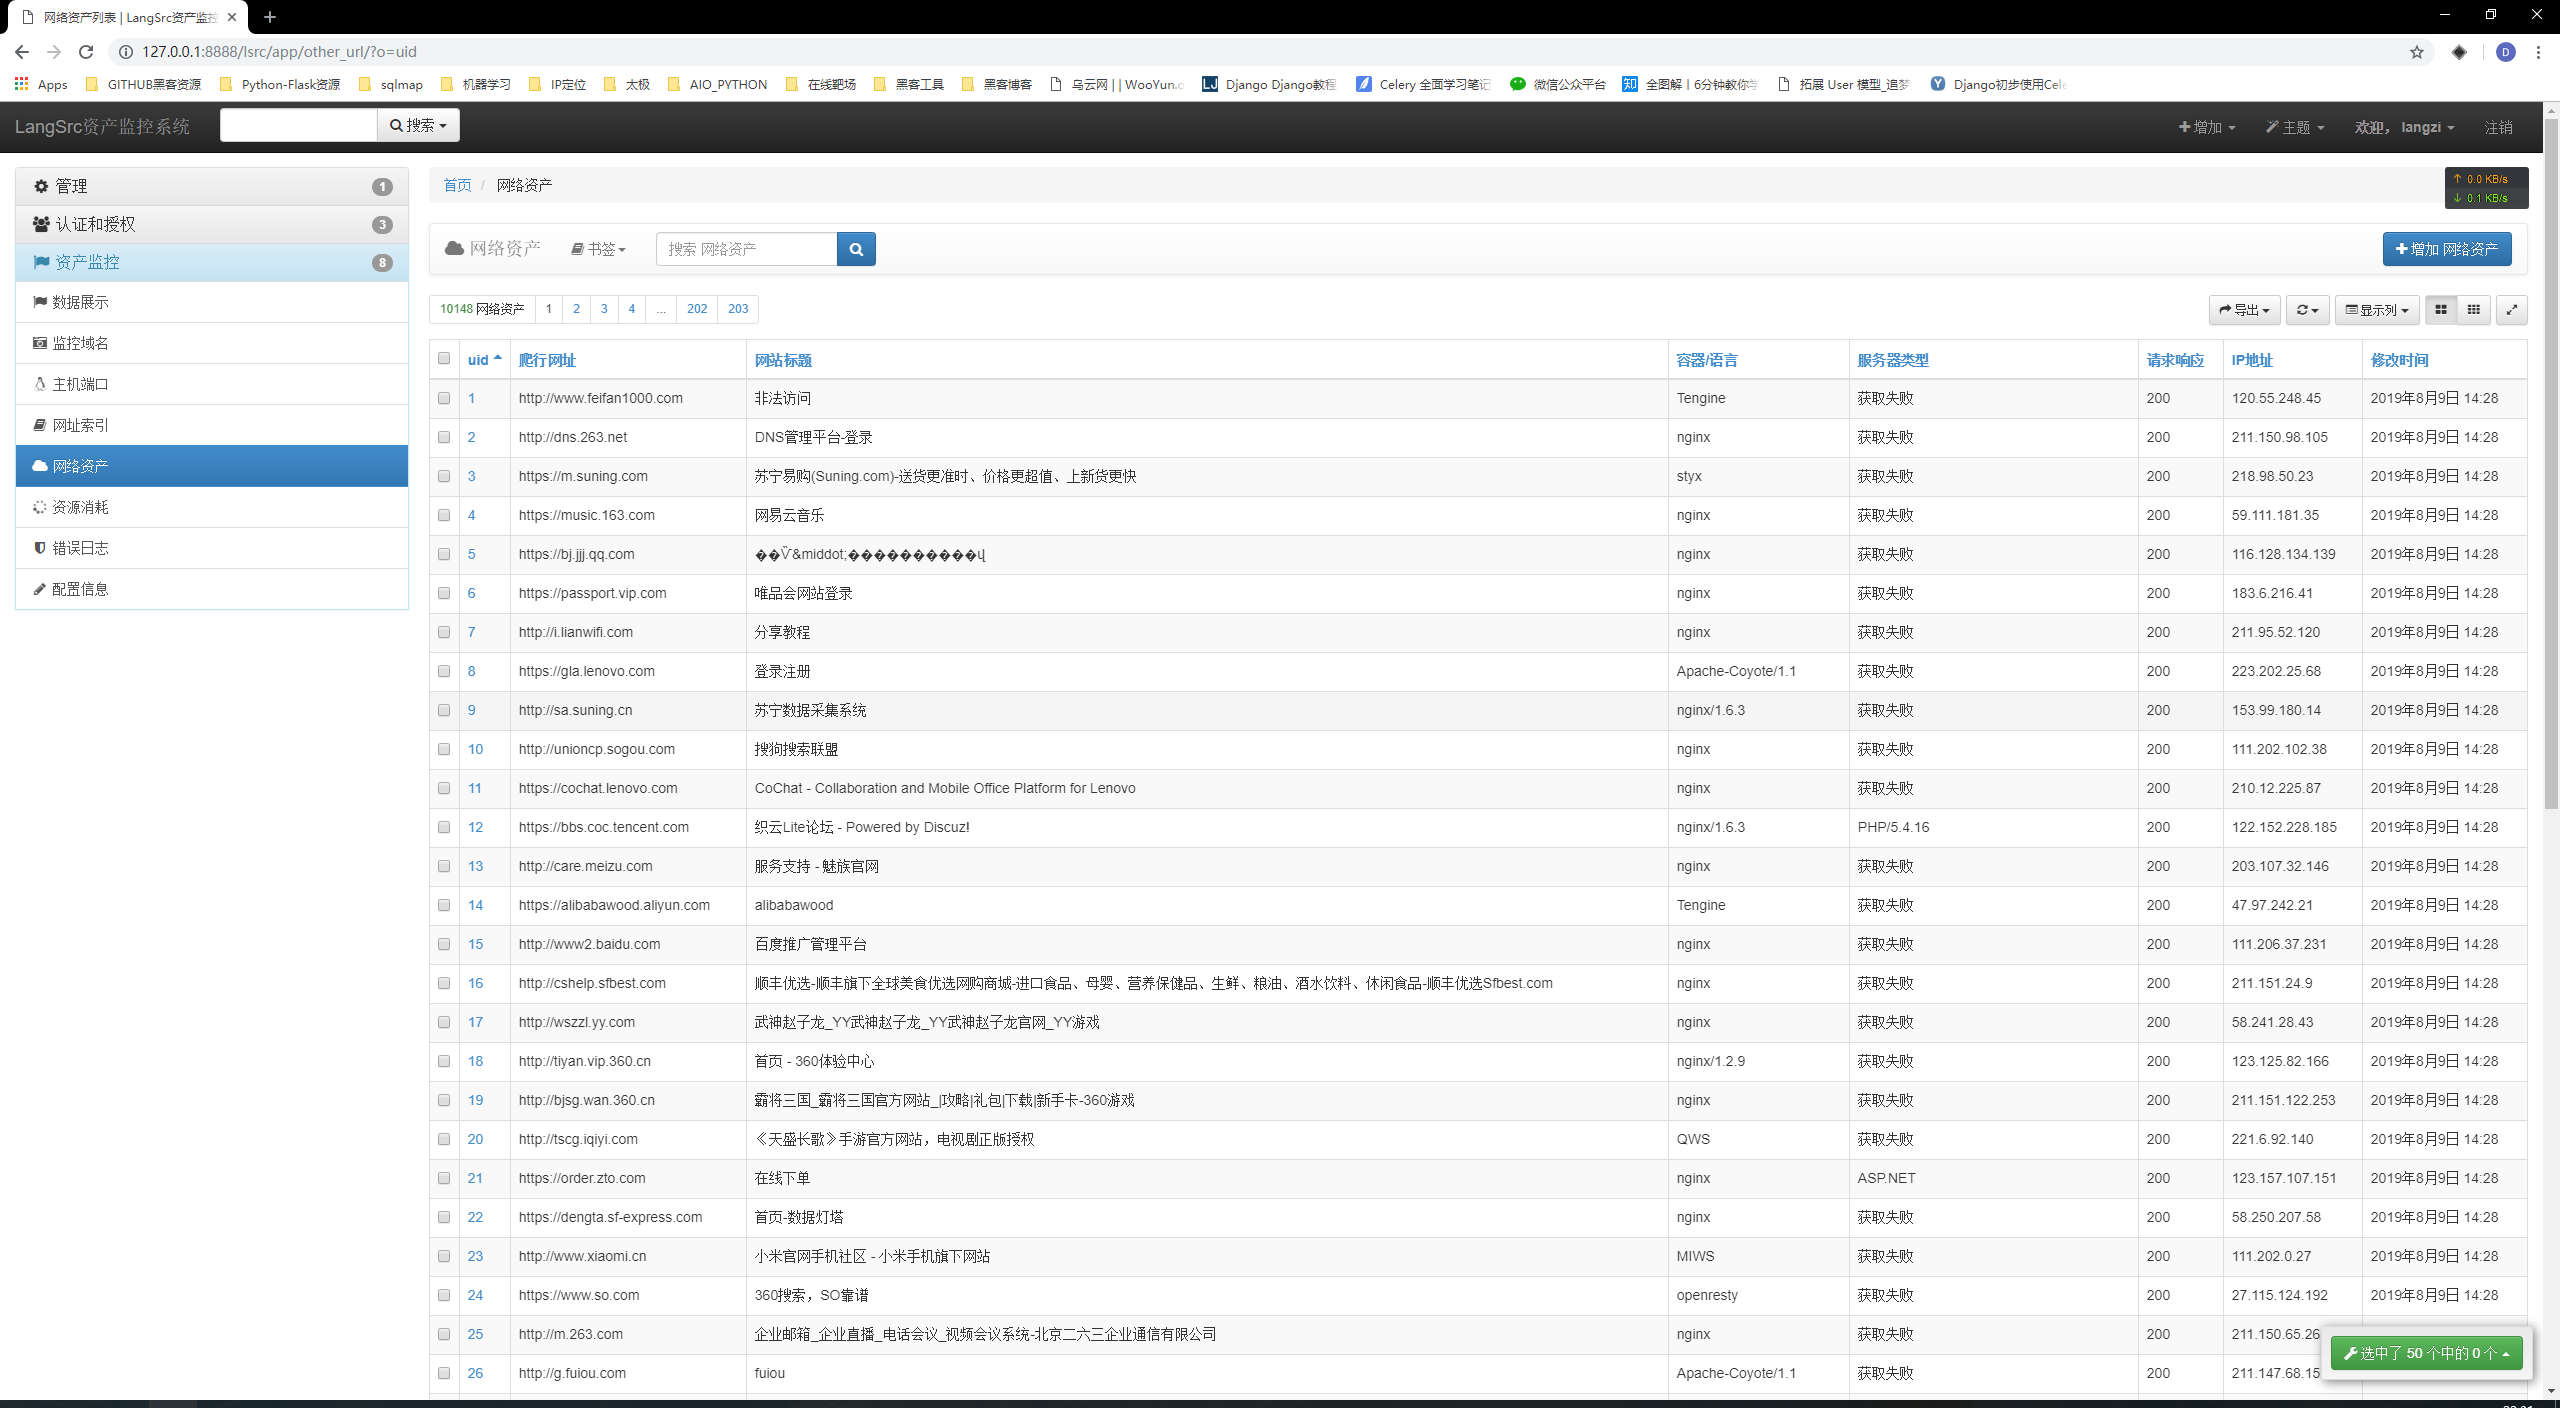 网络资产列表 | LangSrc资产监控
127.0.0.1:8888/lsrc/app/other_url/?o=uid
D
Apps GITHUB黑客资源 Python-Flask资源 sqlmap 机器学习 IP定位 太极 AIO_PYTHON 在线靶场 黑客工具 黑客博客 乌云网 | | WooYun.o Django Django教程 Celery 全面学习笔记 微信公众平台 全图解丨6分钟教你学 拓展 User 模型_追梦 Django初步使用Cele
LangSrc资产监控系统 搜索 增加 主题 欢迎， langzi 注销
管理 1
认证和授权 3
资产监控 8
数据展示
监控域名
主机端口
网址索引
网络资产
资源消耗
错误日志
配置信息
首页 / 网络资产
↑ 0.0 KB/s
↓ 0.1 KB/s
网络资产 书签 搜索 网络资产 增加 网络资产
10148 网络资产 1 2 3 4 ... 202 203 导出 显示列
uid 爬行网址 网站标题 容器/语言 服务器类型 请求响应 IP地址 修改时间
1 http://www.feifan1000.com 非法访问 Tengine 获取失败 200 120.55.248.45 2019年8月9日 14:28
2 http://dns.263.net DNS管理平台-登录 nginx 获取失败 200 211.150.98.105 2019年8月9日 14:28
3 https://m.suning.com 苏宁易购(Suning.com)-送货更准时、价格更超值、上新货更快 styx 获取失败 200 218.98.50.23 2019年8月9日 14:28
4 https://music.163.com 网易云音乐 nginx 获取失败 200 59.111.181.35 2019年8月9日 14:28
5 https://bj.jjj.qq.com ��Ѷ&middot;����������ɥ nginx 获取失败 200 116.128.134.139 2019年8月9日 14:28
6 https://passport.vip.com 唯品会网站登录 nginx 获取失败 200 183.6.216.41 2019年8月9日 14:28
7 http://i.lianwifi.com 分享教程 nginx 获取失败 200 211.95.52.120 2019年8月9日 14:28
8 https://gla.lenovo.com 登录注册 Apache-Coyote/1.1 获取失败 200 223.202.25.68 2019年8月9日 14:28
9 http://sa.suning.cn 苏宁数据采集系统 nginx/1.6.3 获取失败 200 153.99.180.14 2019年8月9日 14:28
10 http://unioncp.sogou.com 搜狗搜索联盟 nginx 获取失败 200 111.202.102.38 2019年8月9日 14:28
11 https://cochat.lenovo.com CoChat - Collaboration and Mobile Office Platform for Lenovo nginx 获取失败 200 210.12.225.87 2019年8月9日 14:28
12 https://bbs.coc.tencent.com 织云Lite论坛 - Powered by Discuz! nginx/1.6.3 PHP/5.4.16 200 122.152.228.185 2019年8月9日 14:28
13 http://care.meizu.com 服务支持 - 魅族官网 nginx 获取失败 200 203.107.32.146 2019年8月9日 14:28
14 https://alibabawood.aliyun.com alibabawood Tengine 获取失败 200 47.97.242.21 2019年8月9日 14:28
15 http://www2.baidu.com 百度推广管理平台 nginx 获取失败 200 111.206.37.231 2019年8月9日 14:28
16 http://cshelp.sfbest.com 顺丰优选-顺丰旗下全球美食优选网购商城-进口食品、母婴、营养保健品、生鲜、粮油、酒水饮料、休闲食品-顺丰优选Sfbest.com nginx 获取失败 200 211.151.24.9 2019年8月9日 14:28
17 http://wszzl.yy.com 武神赵子龙_YY武神赵子龙_YY武神赵子龙官网_YY游戏 nginx 获取失败 200 58.241.28.43 2019年8月9日 14:28
18 http://tiyan.vip.360.cn 首页 - 360体验中心 nginx/1.2.9 获取失败 200 123.125.82.166 2019年8月9日 14:28
19 http://bjsg.wan.360.cn 霸将三国_霸将三国官方网站_|攻略|礼包|下载|新手卡-360游戏 nginx 获取失败 200 211.151.122.253 2019年8月9日 14:28
20 http://tscg.iqiyi.com 《天盛长歌》手游官方网站，电视剧正版授权 QWS 获取失败 200 221.6.92.140 2019年8月9日 14:28
21 https://order.zto.com 在线下单 nginx ASP.NET 200 123.157.107.151 2019年8月9日 14:28
22 https://dengta.sf-express.com 首页-数据灯塔 nginx 获取失败 200 58.250.207.58 2019年8月9日 14:28
23 http://www.xiaomi.cn 小米官网手机社区 - 小米手机旗下网站 MIWS 获取失败 200 111.202.0.27 2019年8月9日 14:28
24 https://www.so.com 360搜索，SO靠谱 openresty 获取失败 200 27.115.124.192 2019年8月9日 14:28
25 http://m.263.com 企业邮箱_企业直播_电话会议_视频会议系统-北京二六三企业通信有限公司 nginx 获取失败 200 211.150.65.26
26 http://g.fuiou.com fuiou Apache-Coyote/1.1 获取失败 200 211.147.68.15
选中了 50 个中的 0 个